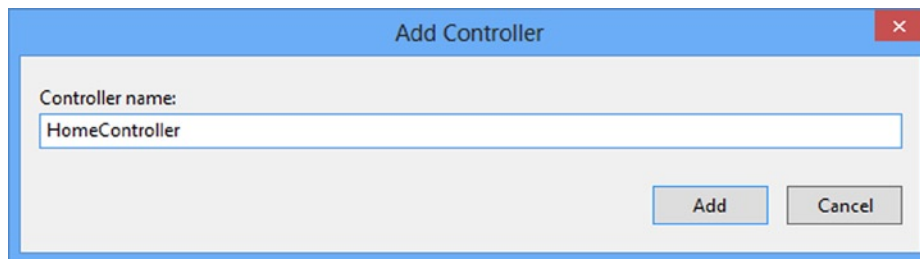 Add Controller
Controller name:
HomeController
Add Cancel